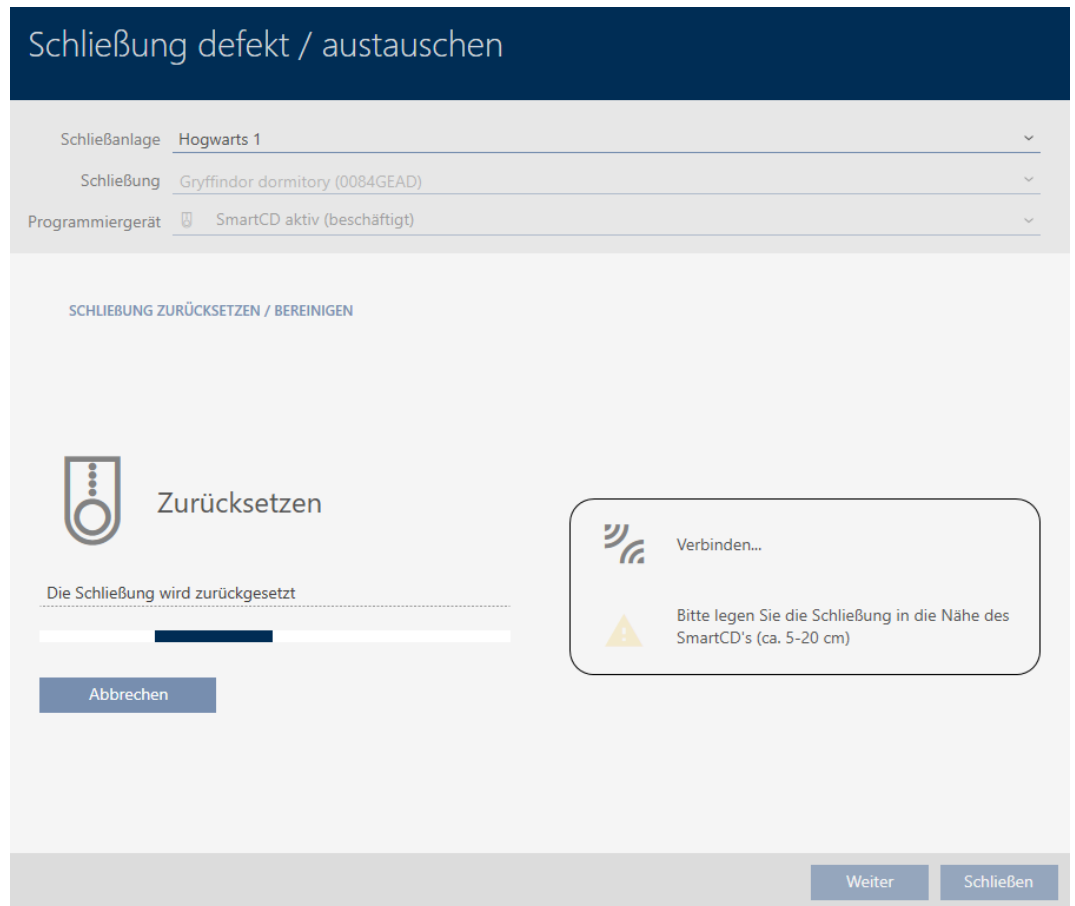 Schließung defekt / austauschen
Schließanlage Hogwarts 1
Schließung Gryffindor dormitory (0084GEAD)
Programmiergerät SmartCD aktiv (beschäftigt)
SCHLIEßUNG ZURÜCKSETZEN / BEREINIGEN
Zurücksetzen
Die Schließung wird zurückgesetzt
Abbrechen
Verbinden...
Bitte legen Sie die Schließung in die Nähe des
SmartCD's (ca. 5-20 cm)
Weiter Schließen